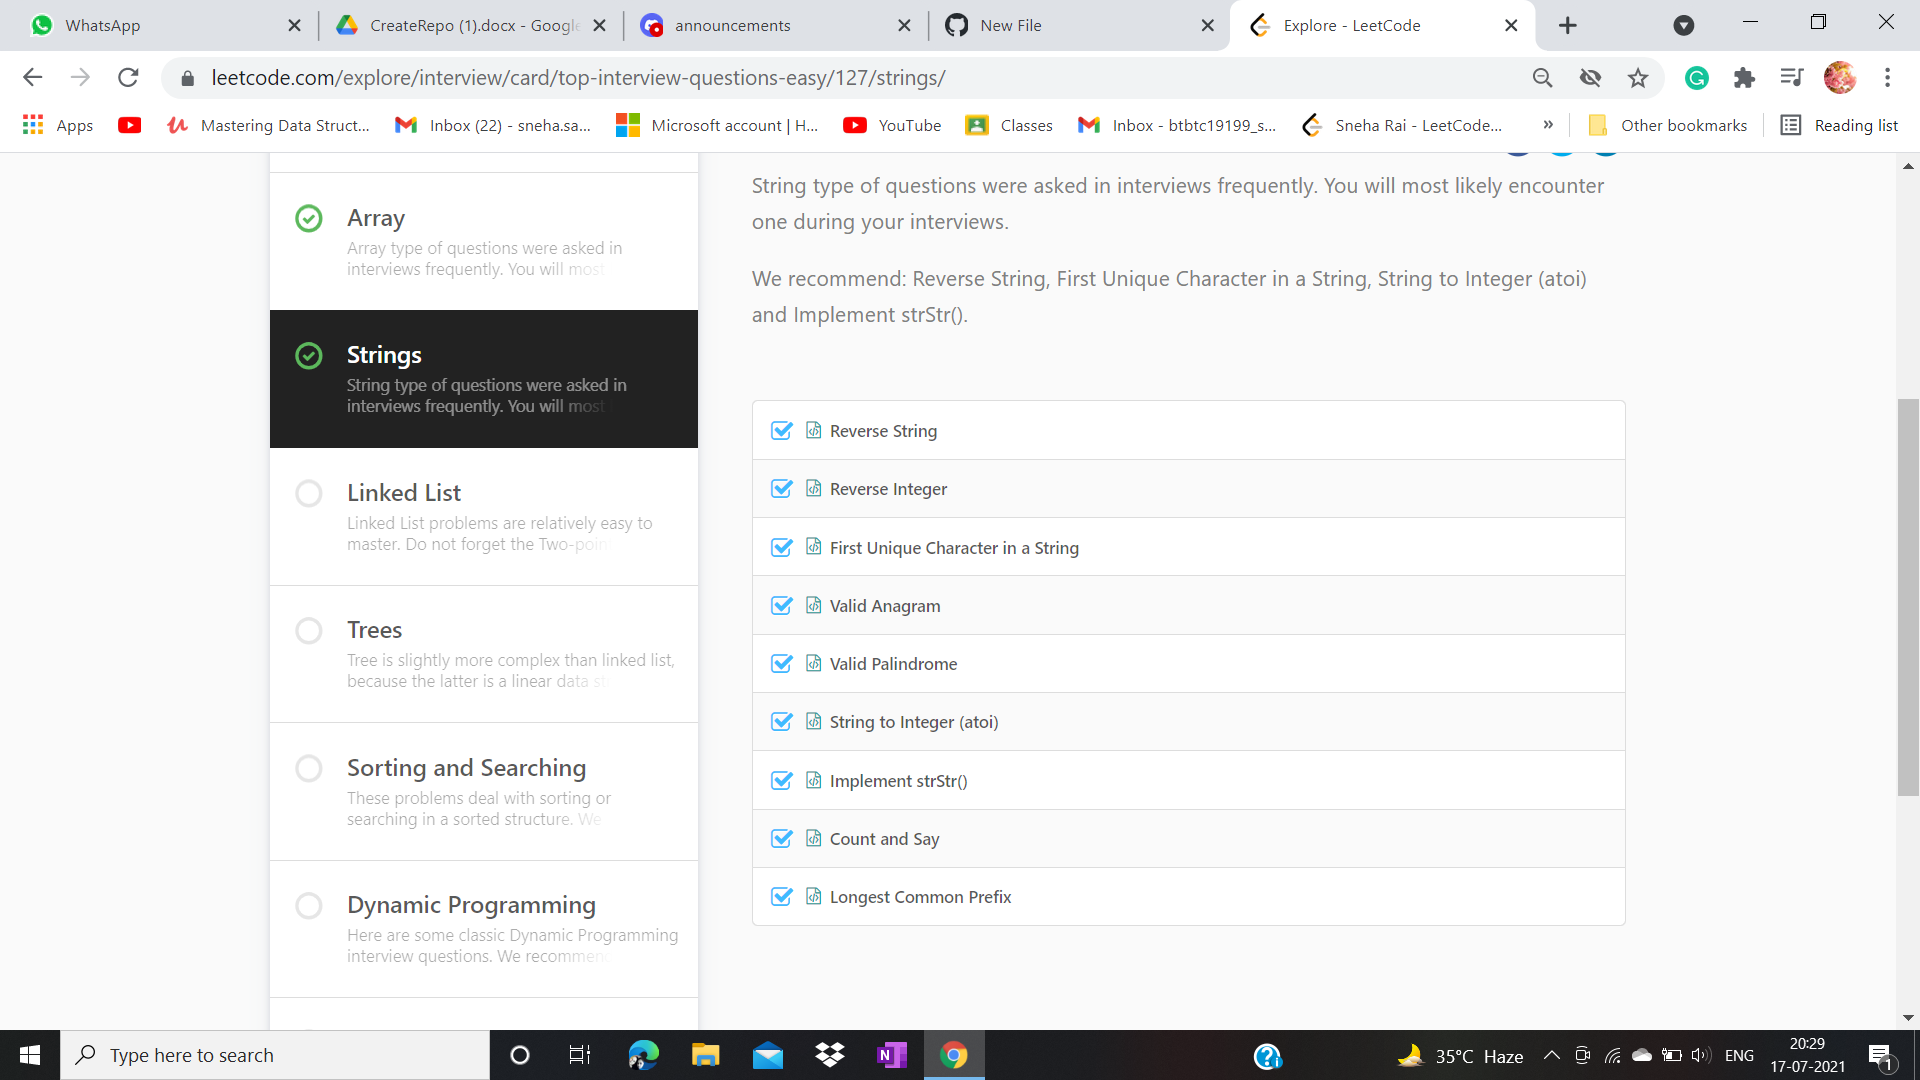 WhatsApp
CreateRepo (1).docx - Google
announcements
New File
Explore - LeetCode
leetcode.com/explore/interview/card/top-interview-questions-easy/127/strings/
Apps
Mastering Data Struct...
Inbox (22) - sneha.sa...
Microsoft account | H...
YouTube
Classes
Inbox - btbtc19199_s...
Sneha Rai - LeetCode...
»
Other bookmarks
Reading list
Array
Array type of questions were asked in
interviews frequently. You will most
Strings
String type of questions were asked in
interviews frequently. You will most
Linked List
Linked List problems are relatively easy to
master. Do not forget the Two-poin
Trees
Tree is slightly more complex than linked list,
because the latter is a linear data st
Sorting and Searching
These problems deal with sorting or
searching in a sorted structure. We
Dynamic Programming
Here are some classic Dynamic Programming
interview questions. We recommen
String type of questions were asked in interviews frequently. You will most likely encounter
one during your interviews.
We recommend: Reverse String, First Unique Character in a String, String to Integer (atoi)
and Implement strStr().
Reverse String
Reverse Integer
First Unique Character in a String
Valid Anagram
Valid Palindrome
String to Integer (atoi)
Implement strStr()
Count and Say
Longest Common Prefix
Type here to search
35°C Haze
ENG
20:29
17-07-2021
1